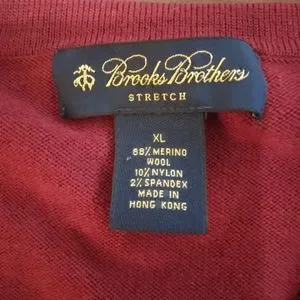 Brooks Brothers
STRETCH
XL
88% MERINO
WOOL
10% NYLON
2% SPANDEX
MADE IN
HONG KONG